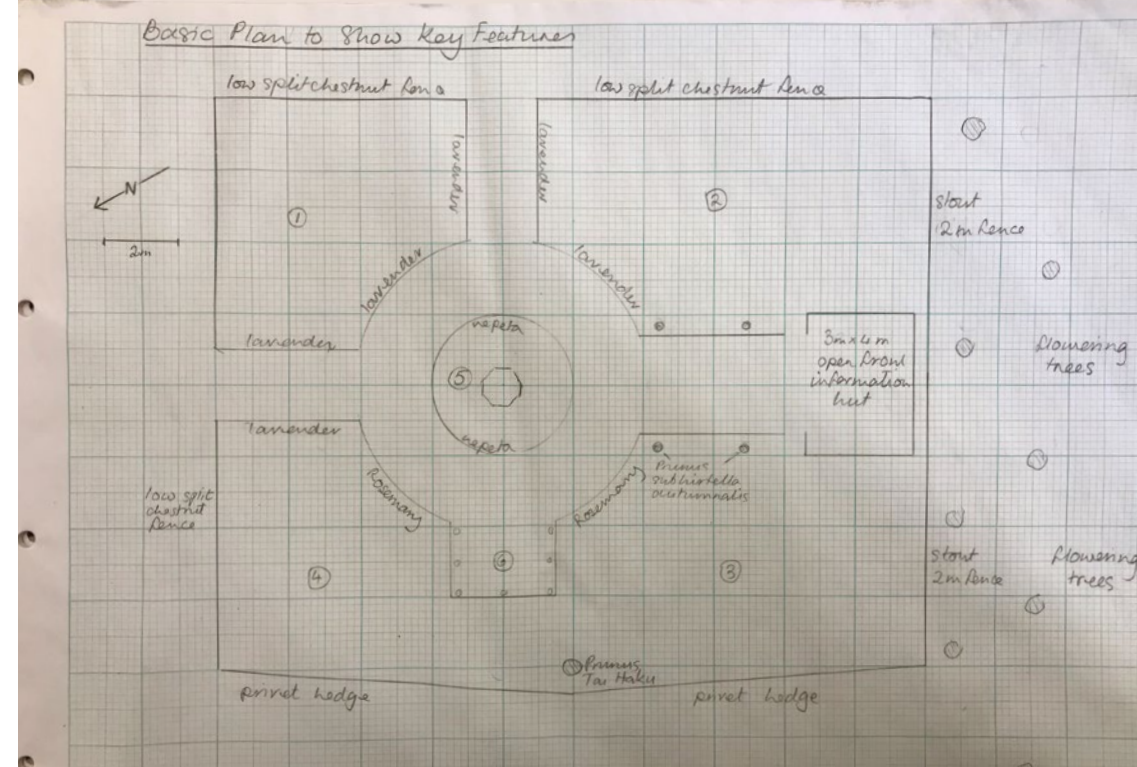 Basic Plan to Show Key Features
low split chestnut fence
low split chestnut fence
lavender
lavender
N
2m
1
2
stout
2m fence
lavender
lavender
nepeta
lavender
3m x 4m
open front
information
hut
flowering
trees
5
lavender
nepeta
Prunus
subhirtella
autumnalis
Rosemary
Rosemary
low split
chestnut
fence
4
6
3
stout
2m fence
flowering
trees
Prunus
Tai Haku
privet hedge
privet hedge